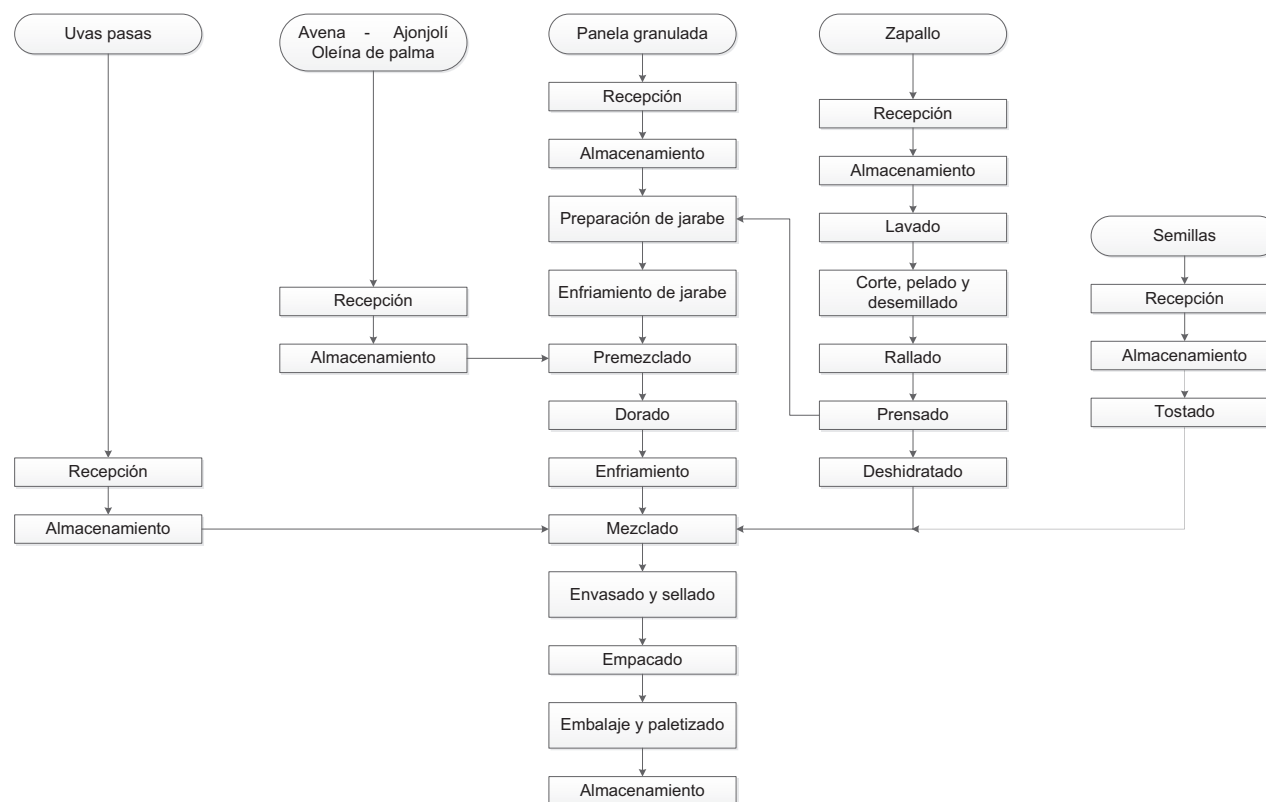 Uvas pasas
Avena - Ajonjolí
Oleína de palma
Panela granulada
Zapallo
Recepción
Almacenamiento
Preparación de jarabe
Enfriamiento de jarabe
Premezclado
Dorado
Enfriamiento
Mezclado
Envasado y sellado
Empacado
Embalaje y paletizado
Almacenamiento
Recepción
Almacenamiento
Lavado
Corte, pelado y
desemillado
Rallado
Prensado
Deshidratado
Semillas
Recepción
Almacenamiento
Tostado
Recepción
Almacenamiento
Recepción
Almacenamiento